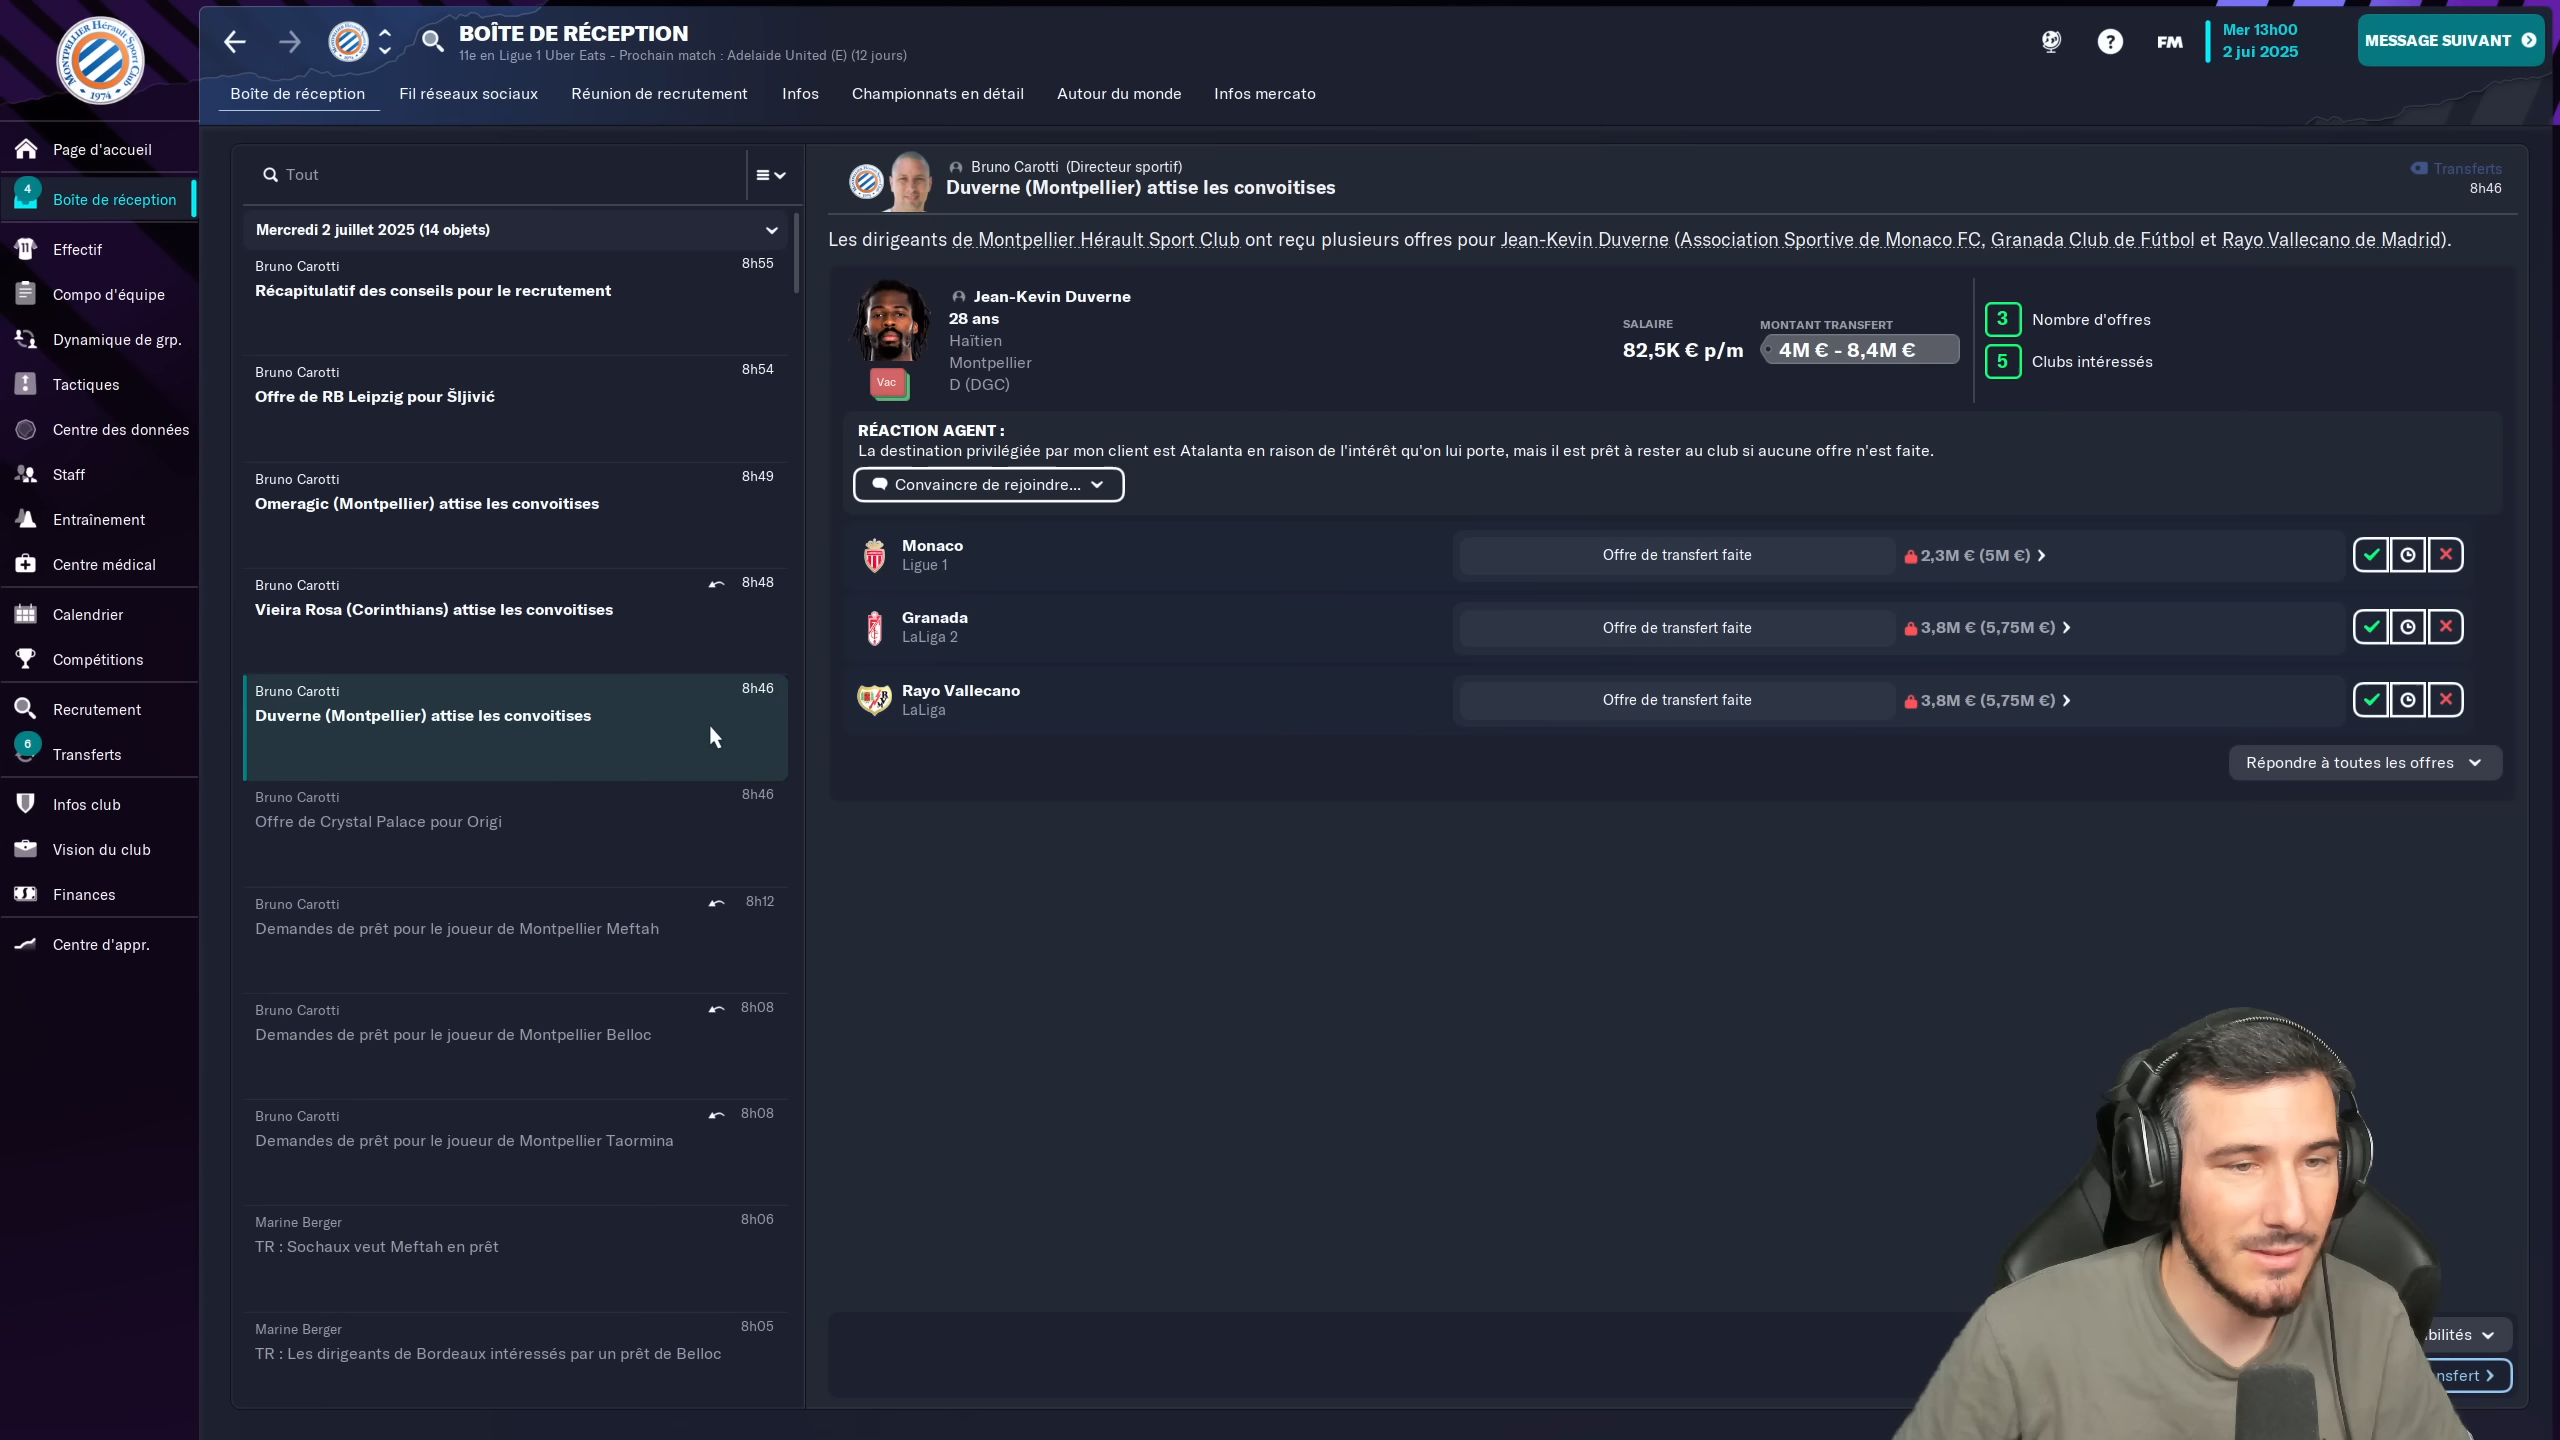 MONTPELLIER Hérault Sport Club
1974
BOÎTE DE RÉCEPTION
11e en Ligue 1 Uber Eats - Prochain match : Adelaide United (E) (12 jours)
FM
Mer 13h00
2 jui 2025
MESSAGE SUIVANT
Boîte de réception
Fil réseaux sociaux
Réunion de recrutement
Infos
Championnats en détail
Autour du monde
Infos mercato
Page d'accueil
4
Boîte de réception
Effectif
Compo d'équipe
Dynamique de grp.
Tactiques
Centre des données
Staff
Entraînement
Centre médical
Calendrier
Compétitions
Recrutement
6
Transferts
Infos club
Vision du club
Finances
Centre d'appr.
Tout
Mercredi 2 juillet 2025 (14 objets)
Bruno Carotti 8h55
Récapitulatif des conseils pour le recrutement
Bruno Carotti 8h54
Offre de RB Leipzig pour Šljivić
Bruno Carotti 8h49
Omeragic (Montpellier) attise les convoitises
Bruno Carotti 8h48
Vieira Rosa (Corinthians) attise les convoitises
Bruno Carotti 8h46
Duverne (Montpellier) attise les convoitises
Bruno Carotti 8h46
Offre de Crystal Palace pour Origi
Bruno Carotti 8h12
Demandes de prêt pour le joueur de Montpellier Meftah
Bruno Carotti 8h08
Demandes de prêt pour le joueur de Montpellier Belloc
Bruno Carotti 8h08
Demandes de prêt pour le joueur de Montpellier Taormina
Marine Berger 8h06
TR : Sochaux veut Meftah en prêt
Marine Berger 8h05
TR : Les dirigeants de Bordeaux intéressés par un prêt de Belloc
Bruno Carotti (Directeur sportif)
Duverne (Montpellier) attise les convoitises
Transferts
8h46
Les dirigeants de Montpellier Hérault Sport Club ont reçu plusieurs offres pour Jean-Kevin Duverne (Association Sportive de Monaco FC, Granada Club de Fútbol et Rayo Vallecano de Madrid).
Jean-Kevin Duverne
28 ans
Haïtien
Montpellier
D (DGC)
Vac
SALAIRE
82,5K € p/m
MONTANT TRANSFERT
4M € - 8,4M €
3 Nombre d'offres
5 Clubs intéressés
RÉACTION AGENT :
La destination privilégiée par mon client est Atalanta en raison de l'intérêt qu'on lui porte, mais il est prêt à rester au club si aucune offre n'est faite.
Convaincre de rejoindre...
Monaco
Ligue 1
Offre de transfert faite
2,3M € (5M €)
Granada
LaLiga 2
Offre de transfert faite
3,8M € (5,75M €)
Rayo Vallecano
LaLiga
Offre de transfert faite
3,8M € (5,75M €)
Répondre à toutes les offres
bilités
nsfert